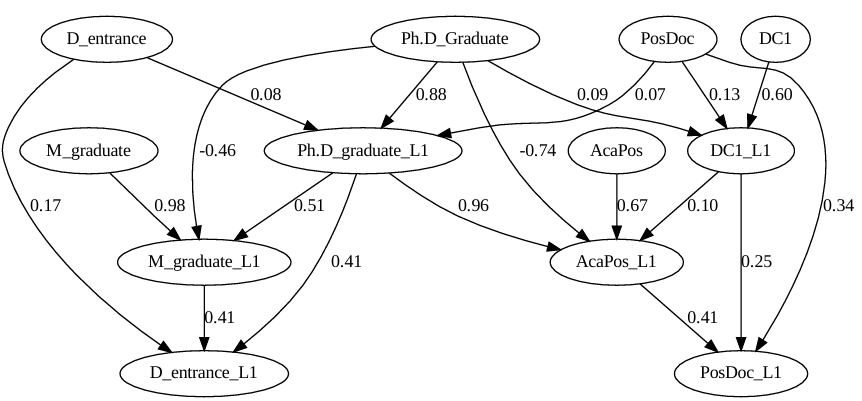 D_entrance
Ph.D_Graduate
PosDoc
DC1
0.08
0.88
0.09
0.07
0.13
0.60
M_graduate
-0.46
Ph.D_graduate_L1
-0.74
AcaPos
DC1_L1
0.17
0.98
0.51
0.96
0.67
0.10
0.34
M_graduate_L1
0.41
AcaPos_L1
0.25
0.41
0.41
D_entrance_L1
PosDoc_L1